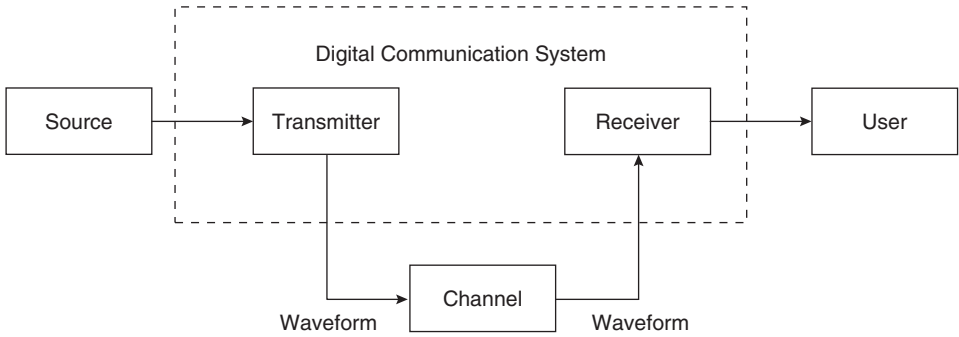 Digital Communication System
Source
Transmitter
Receiver
User
Channel
Waveform
Waveform